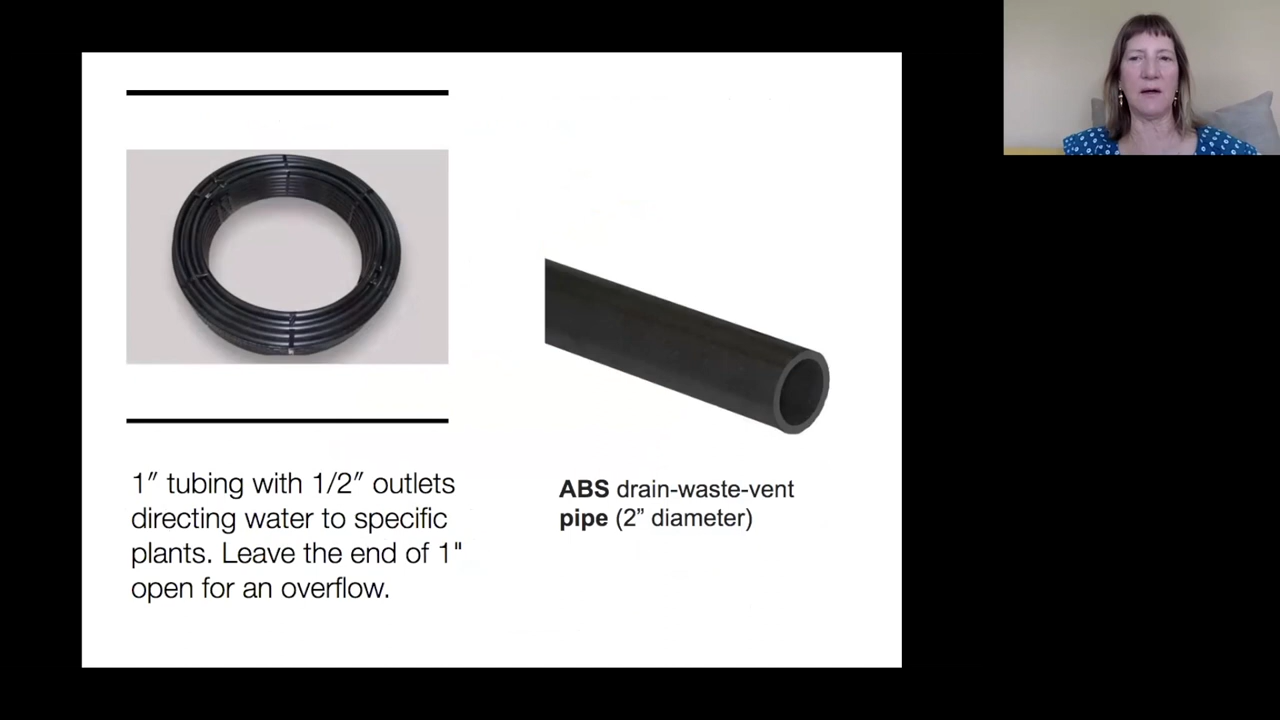 1″ tubing with 1/2″ outlets
directing water to specific
plants. Leave the end of 1"
open for an overflow.
ABS drain-waste-vent
pipe (2” diameter)